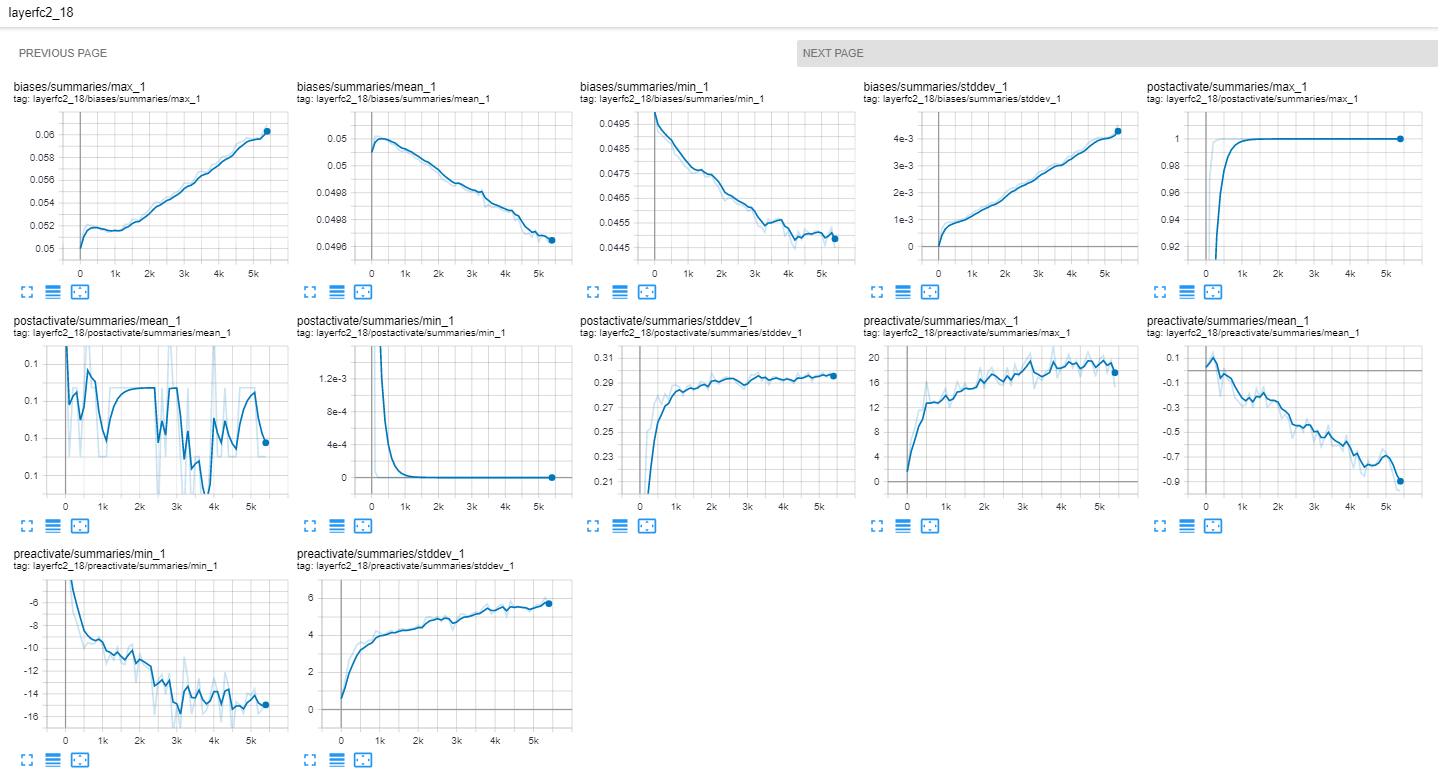 layerfc2_18
PREVIOUS PAGE NEXT PAGE
biases/summaries/max_1
tag: layerfc2_18/biases/summaries/max_1
0.06
0.058
0.056
0.054
0.052
0.05
0 1k 2k 3k 4k 5k
biases/summaries/mean_1
tag: layerfc2_18/biases/summaries/mean_1
0.05
0.05
0.0498
0.0498
0.0496
0 1k 2k 3k 4k 5k
biases/summaries/min_1
tag: layerfc2_18/biases/summaries/min_1
0.0495
0.0485
0.0475
0.0465
0.0455
0.0445
0 1k 2k 3k 4k 5k
biases/summaries/stddev_1
tag: layerfc2_18/biases/summaries/stddev_1
4e-3
3e-3
2e-3
1e-3
0
0 1k 2k 3k 4k 5k
postactivate/summaries/max_1
tag: layerfc2_18/postactivate/summaries/max_1
1
0.98
0.96
0.94
0.92
0 1k 2k 3k 4k 5k
postactivate/summaries/mean_1
tag: layerfc2_18/postactivate/summaries/mean_1
0.1
0.1
0.1
0.1
0 1k 2k 3k 4k 5k
postactivate/summaries/min_1
tag: layerfc2_18/postactivate/summaries/min_1
1.2e-3
8e-4
4e-4
0
0 1k 2k 3k 4k 5k
postactivate/summaries/stddev_1
tag: layerfc2_18/postactivate/summaries/stddev_1
0.31
0.29
0.27
0.25
0.23
0.21
0 1k 2k 3k 4k 5k
preactivate/summaries/max_1
tag: layerfc2_18/preactivate/summaries/max_1
20
16
12
8
4
0
0 1k 2k 3k 4k 5k
preactivate/summaries/mean_1
tag: layerfc2_18/preactivate/summaries/mean_1
0.1
-0.1
-0.3
-0.5
-0.7
-0.9
0 1k 2k 3k 4k 5k
preactivate/summaries/min_1
tag: layerfc2_18/preactivate/summaries/min_1
-6
-8
-10
-12
-14
-16
0 1k 2k 3k 4k 5k
preactivate/summaries/stddev_1
tag: layerfc2_18/preactivate/summaries/stddev_1
6
4
2
0
0 1k 2k 3k 4k 5k